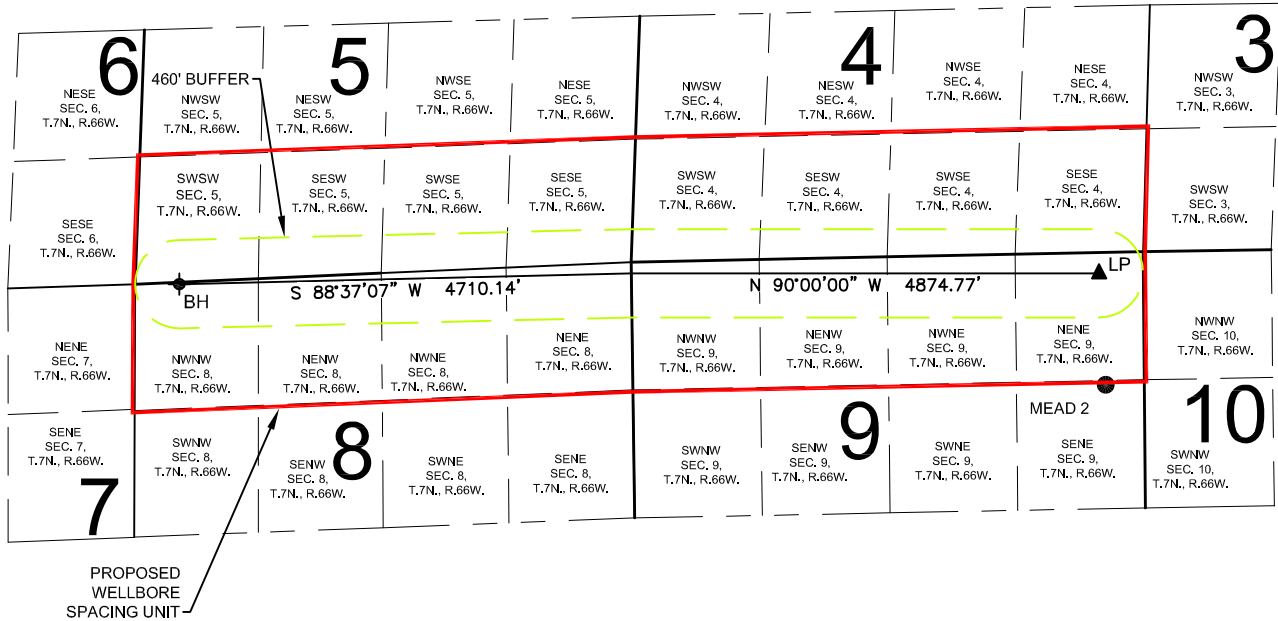 6
5
4
3
460' BUFFER
NESE
SEC. 6,
T.7N., R.66W.
NWSW
SEC. 5,
T.7N., R.66W.
NESW
SEC. 5,
T.7N., R.66W.
NWSE
SEC. 5,
T.7N., R.66W.
NESE
SEC. 5,
T.7N., R.66W.
NWSW
SEC. 4,
T.7N., R.66W.
NESW
SEC. 4,
T.7N., R.66W.
NWSE
SEC. 4,
T.7N., R.66W.
NESE
SEC. 4,
T.7N., R.66W.
NWSW
SEC. 3,
T.7N., R.66W.
SESE
SEC. 6,
T.7N., R.66W.
SWSW
SEC. 5,
T.7N., R.66W.
SESW
SEC. 5,
T.7N., R.66W.
SWSE
SEC. 5,
T.7N., R.66W.
SESE
SEC. 5,
T.7N., R.66W.
SWSW
SEC. 4,
T.7N., R.66W.
SESW
SEC. 4,
T.7N., R.66W.
SWSE
SEC. 4,
T.7N., R.66W.
SESE
SEC. 4,
T.7N., R.66W.
SWSW
SEC. 3,
T.7N., R.66W.
BH
S 88°37'07" W 4710.14'
N 90°00'00" W 4874.77'
LP
NENE
SEC. 7,
T.7N., R.66W.
NWNW
SEC. 8,
T.7N., R.66W.
NENW
SEC. 8,
T.7N., R.66W.
NWNE
SEC. 8,
T.7N., R.66W.
NENE
SEC. 8,
T.7N., R.66W.
NWNW
SEC. 9,
T.7N., R.66W.
NENW
SEC. 9,
T.7N., R.66W.
NWNE
SEC. 9,
T.7N., R.66W.
NENE
SEC. 9,
T.7N., R.66W.
NWNW
SEC. 10,
T.7N., R.66W.
MEAD 2
SENE
SEC. 7,
T.7N., R.66W.
SWNW
SEC. 8,
T.7N., R.66W.
SENW
SEC. 8,
T.7N., R.66W.
SWNE
SEC. 8,
T.7N., R.66W.
SENE
SEC. 8,
T.7N., R.66W.
SWNW
SEC. 9,
T.7N., R.66W.
SENW
SEC. 9,
T.7N., R.66W.
SWNE
SEC. 9,
T.7N., R.66W.
SENE
SEC. 9,
T.7N., R.66W.
SWNW
SEC. 10,
T.7N., R.66W.
7
8
9
10
PROPOSED
WELLBORE
SPACING UNIT